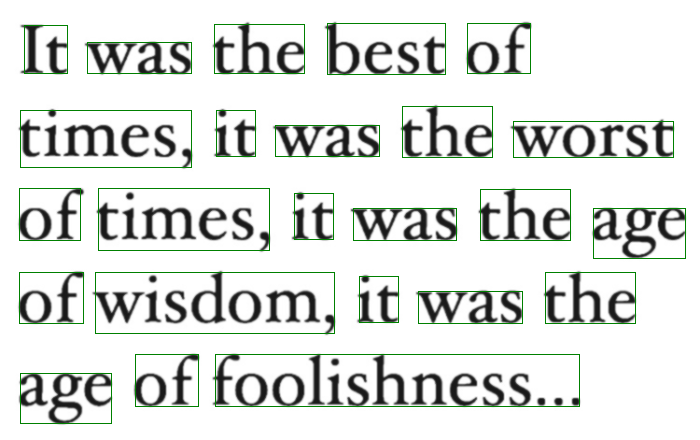 It was the best of
times, it was the worst
of times, it was the age
of wisdom, it was the
age of foolishness...